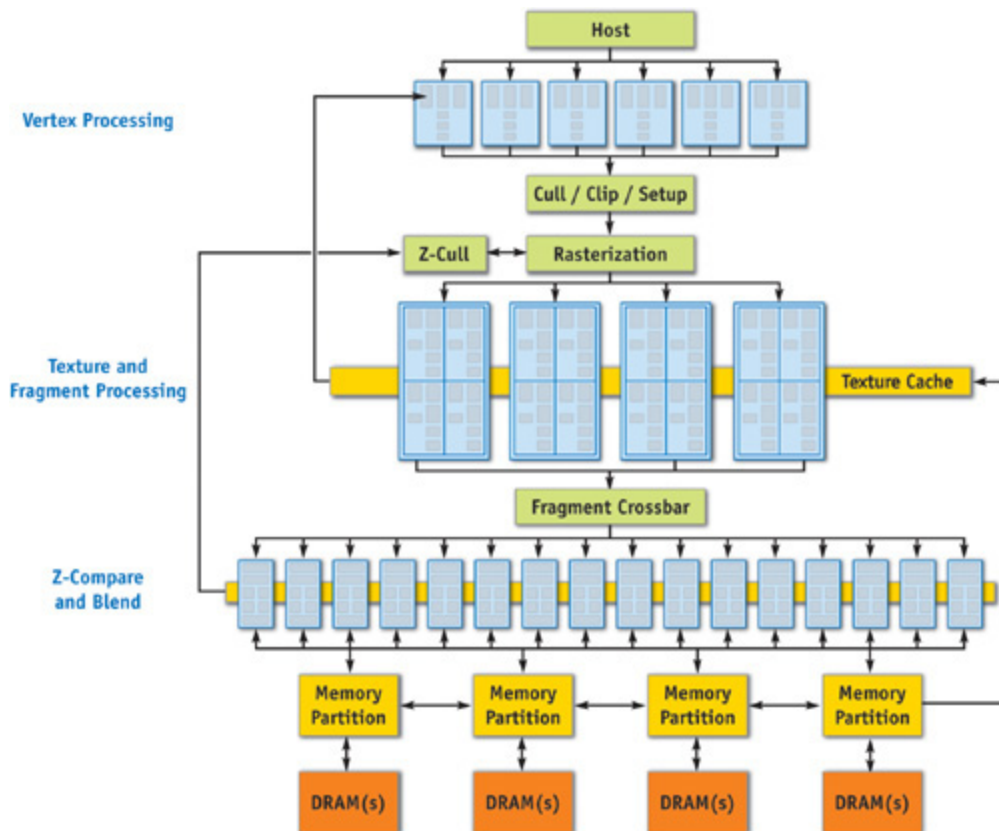 Host
Vertex Processing
Cull / Clip / Setup
Z-Cull
Rasterization
Texture and
Fragment Processing
Texture Cache
Fragment Crossbar
Z-Compare
and Blend
Memory
Partition
Memory
Partition
Memory
Partition
Memory
Partition
DRAM(s)
DRAM(s)
DRAM(s)
DRAM(s)